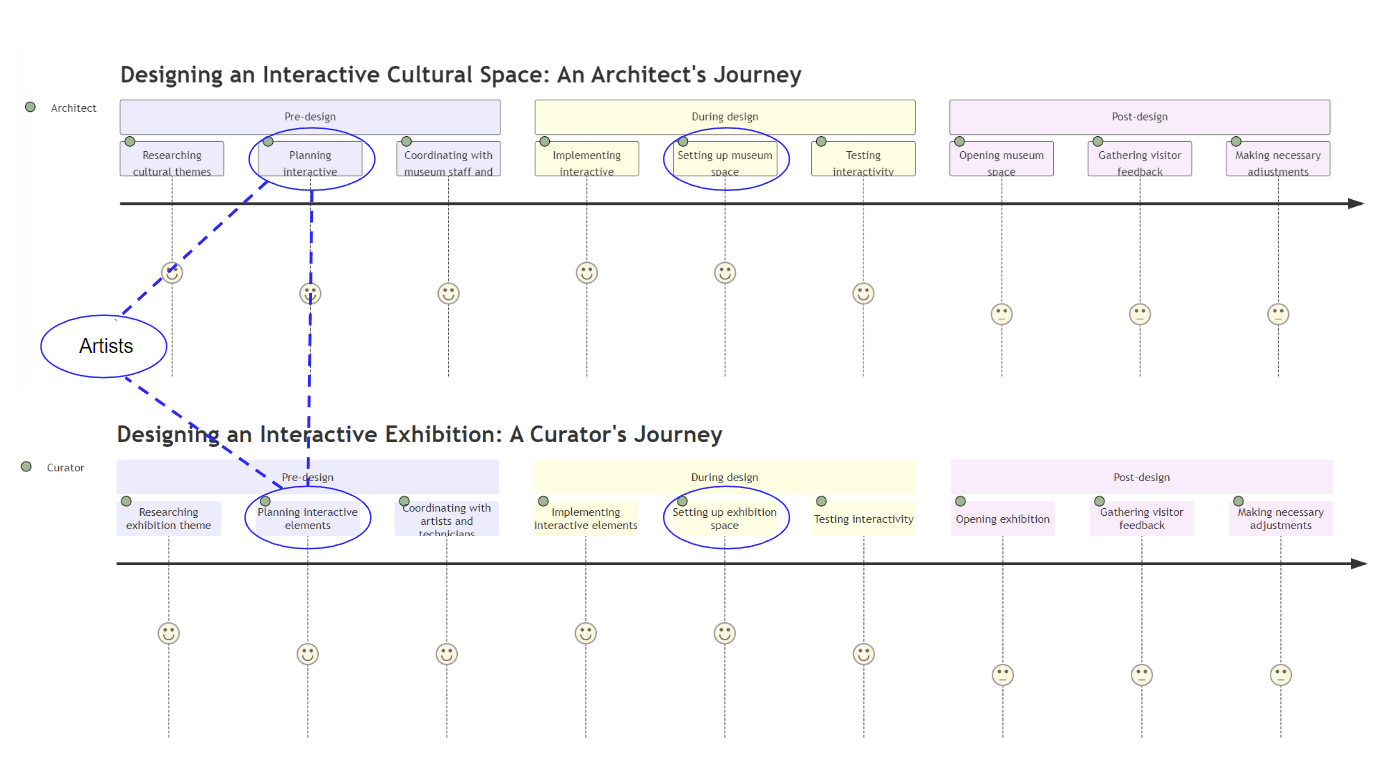 Designing an Interactive Cultural Space: An Architect's Journey
Architect
Pre-design
During design
Post-design
Researching
cultural themes
Planning
interactive
Coordinating with
museum staff and
Implementing
interactive
Setting up museum
space
Testing
interactivity
Opening museum
space
Gathering visitor
feedback
Making necessary
adjustments
Artists
Designing an Interactive Exhibition: A Curator's Journey
Curator
Pre-design
During design
Post-design
Researching
exhibition theme
Planning interactive
elements
Coordinating with
artists and
technicians
Implementing
interactive elements
Setting up exhibition
space
Testing interactivity
Opening exhibition
Gathering visitor
feedback
Making necessary
adjustments